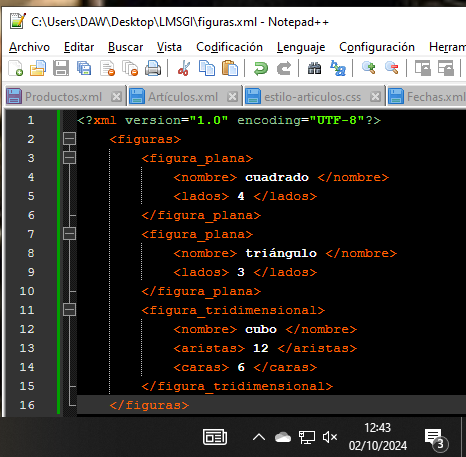 C:\Users\DAW\Desktop\LMSGI\figuras.xml - Notepad++
Archivo Editar Buscar Vista Codificación Lenguaje Configuración Herram
Productos.xml Artículos.xml estilo-articulos.css Fechas.xml
1 <?xml version="1.0" encoding="UTF-8"?>
2 <figuras>
3 <figura_plana>
4 <nombre> cuadrado </nombre>
5 <lados> 4 </lados>
6 </figura_plana>
7 <figura_plana>
8 <nombre> triángulo </nombre>
9 <lados> 3 </lados>
10 </figura_plana>
11 <figura_tridimensional>
12 <nombre> cubo </nombre>
13 <aristas> 12 </aristas>
14 <caras> 6 </caras>
15 </figura_tridimensional>
16 </figuras>
12:43
02/10/2024
3